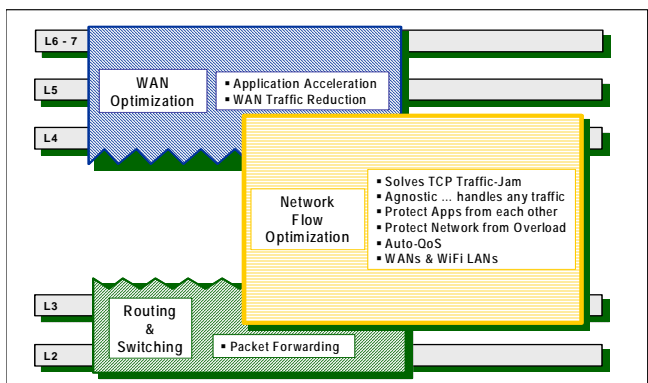 L6 - 7
WAN
Optimization
▪ Application Acceleration
▪ WAN Traffic Reduction
L5
L4
Network
Flow
Optimization
▪ Solves TCP Traffic-Jam
▪ Agnostic ... handles any traffic
▪ Protect Apps from each other
▪ Protect Network from Overload
▪ Auto-QoS
▪ WANs & WiFi LANs
L3
Routing
&
Switching
▪ Packet Forwarding
L2